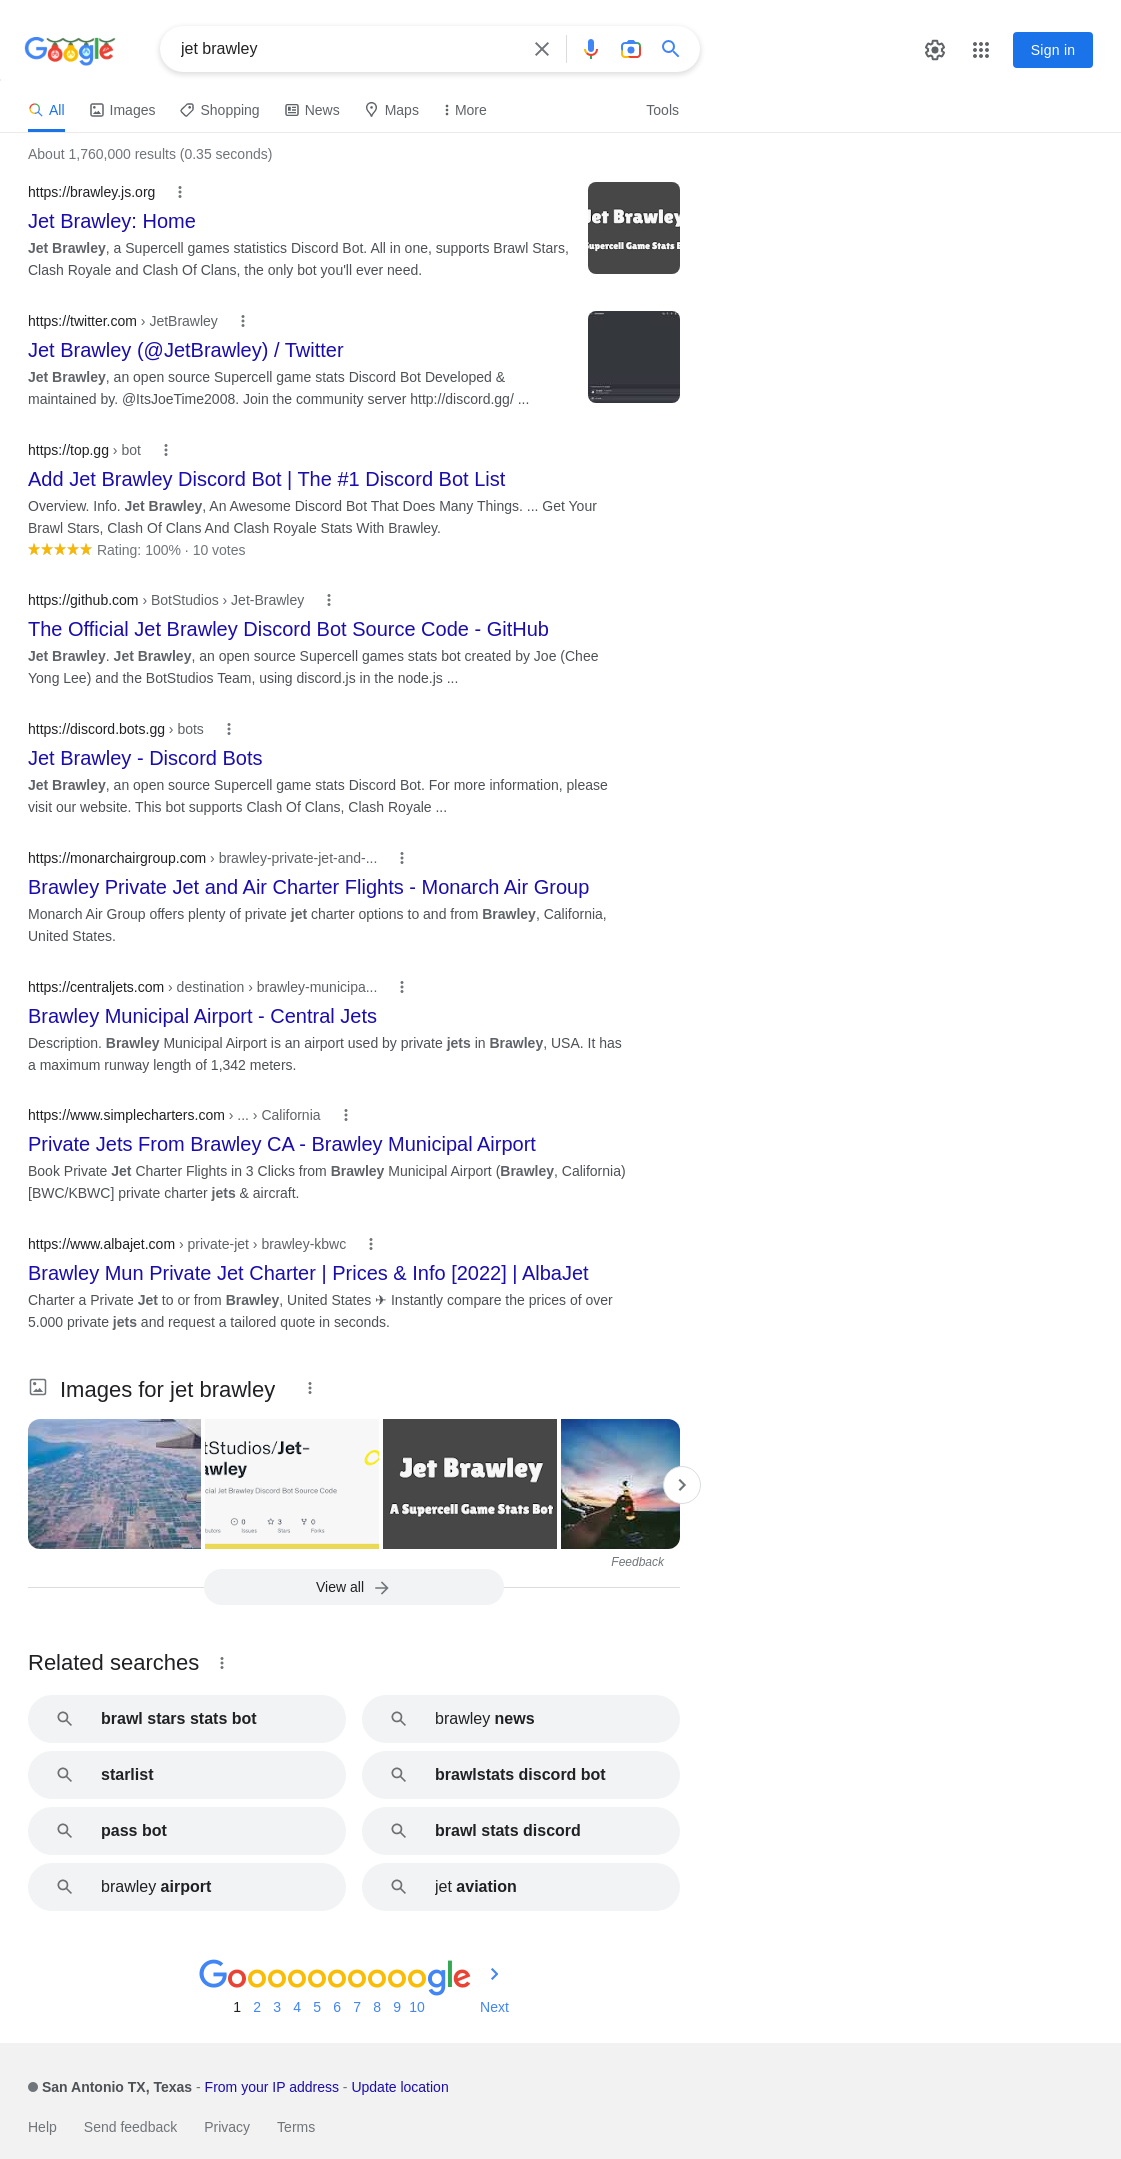 Google
jet brawley
Sign in
All
Images
Shopping
News
Maps
More
Tools
About 1,760,000 results (0.35 seconds)
https://brawley.js.org
Jet Brawley: Home
Jet Brawley, a Supercell games statistics Discord Bot. All in one, supports Brawl Stars,
Clash Royale and Clash Of Clans, the only bot you'll ever need.
Jet Brawley
Supercell Game Stats B
https://twitter.com › JetBrawley
Jet Brawley (@JetBrawley) / Twitter
Jet Brawley, an open source Supercell game stats Discord Bot Developed &
maintained by. @ItsJoeTime2008. Join the community server http://discord.gg/ ...
https://top.gg › bot
Add Jet Brawley Discord Bot | The #1 Discord Bot List
Overview. Info. Jet Brawley, An Awesome Discord Bot That Does Many Things. ... Get Your
Brawl Stars, Clash Of Clans And Clash Royale Stats With Brawley.
Rating: 100% · 10 votes
https://github.com › BotStudios › Jet-Brawley
The Official Jet Brawley Discord Bot Source Code - GitHub
Jet Brawley. Jet Brawley, an open source Supercell games stats bot created by Joe (Chee
Yong Lee) and the BotStudios Team, using discord.js in the node.js ...
https://discord.bots.gg › bots
Jet Brawley - Discord Bots
Jet Brawley, an open source Supercell game stats Discord Bot. For more information, please
visit our website. This bot supports Clash Of Clans, Clash Royale ...
https://monarchairgroup.com › brawley-private-jet-and-...
Brawley Private Jet and Air Charter Flights - Monarch Air Group
Monarch Air Group offers plenty of private jet charter options to and from Brawley, California,
United States.
https://centraljets.com › destination › brawley-municipa...
Brawley Municipal Airport - Central Jets
Description. Brawley Municipal Airport is an airport used by private jets in Brawley, USA. It has
a maximum runway length of 1,342 meters.
https://www.simplecharters.com › ... › California
Private Jets From Brawley CA - Brawley Municipal Airport
Book Private Jet Charter Flights in 3 Clicks from Brawley Municipal Airport (Brawley, California)
[BWC/KBWC] private charter jets & aircraft.
https://www.albajet.com › private-jet › brawley-kbwc
Brawley Mun Private Jet Charter | Prices & Info [2022] | AlbaJet
Charter a Private Jet to or from Brawley, United States ✈ Instantly compare the prices of over
5.000 private jets and request a tailored quote in seconds.
Images for jet brawley
tStudios/Jet-
awley
cial Jet Brawley Discord Bot Source Code
0 3 0
Issues Stars Forks
Jet Brawley
A Supercell Game Stats Bot
Feedback
View all
Related searches
brawl stars stats bot
brawley news
starlist
brawlstats discord bot
pass bot
brawl stats discord
brawley airport
jet aviation
Goooooooooogle
1 2 3 4 5 6 7 8 9 10 Next
San Antonio TX, Texas - From your IP address - Update location
Help Send feedback Privacy Terms